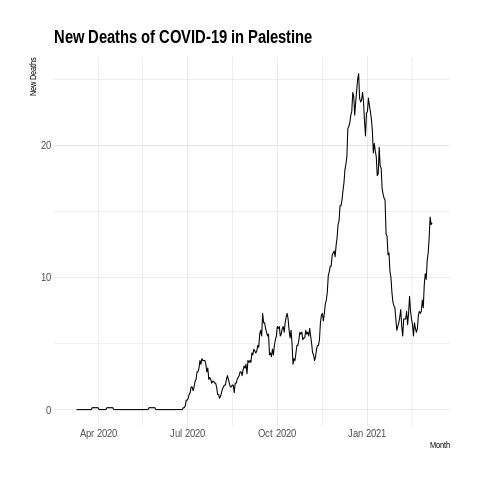 New Deaths of COVID-19 in Palestine
New Deaths
20
10
0
Apr 2020
Jul 2020
Oct 2020
Jan 2021
Month